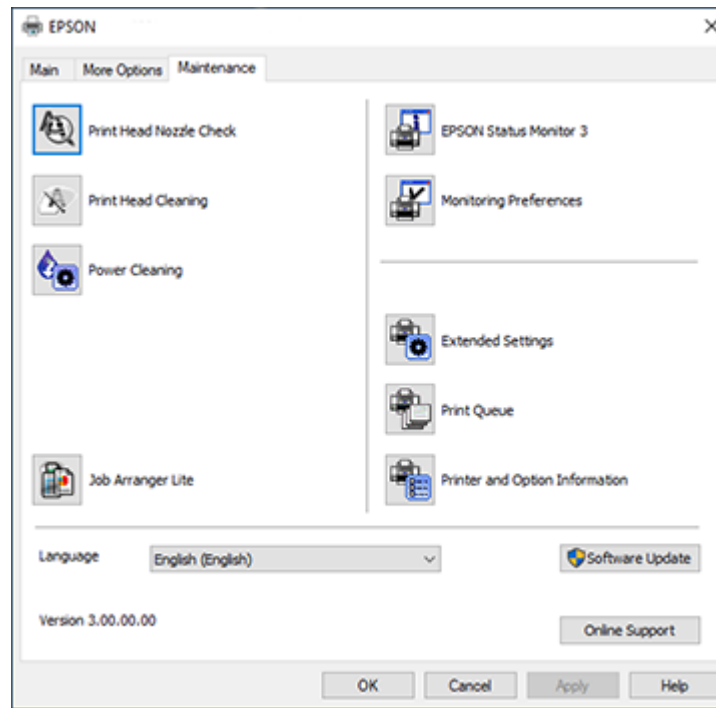 EPSON
Main
More Options
Maintenance
Print Head Nozzle Check
Print Head Cleaning
Power Cleaning
Job Arranger Lite
EPSON Status Monitor 3
Monitoring Preferences
Extended Settings
Print Queue
Printer and Option Information
Language
English (English)
Software Update
Version 3.00.00.00
Online Support
OK
Cancel
Apply
Help